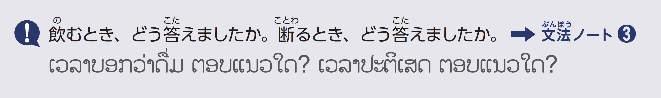 飲むとき、どう答えましたか。断るとき、どう答えましたか。 ➡ 文法ノート❸
ເວລາບອກວ່າດື່ມ ຕອບແນວໃດ? ເວລາປະຕິເສດ ຕອບແນວໃດ?